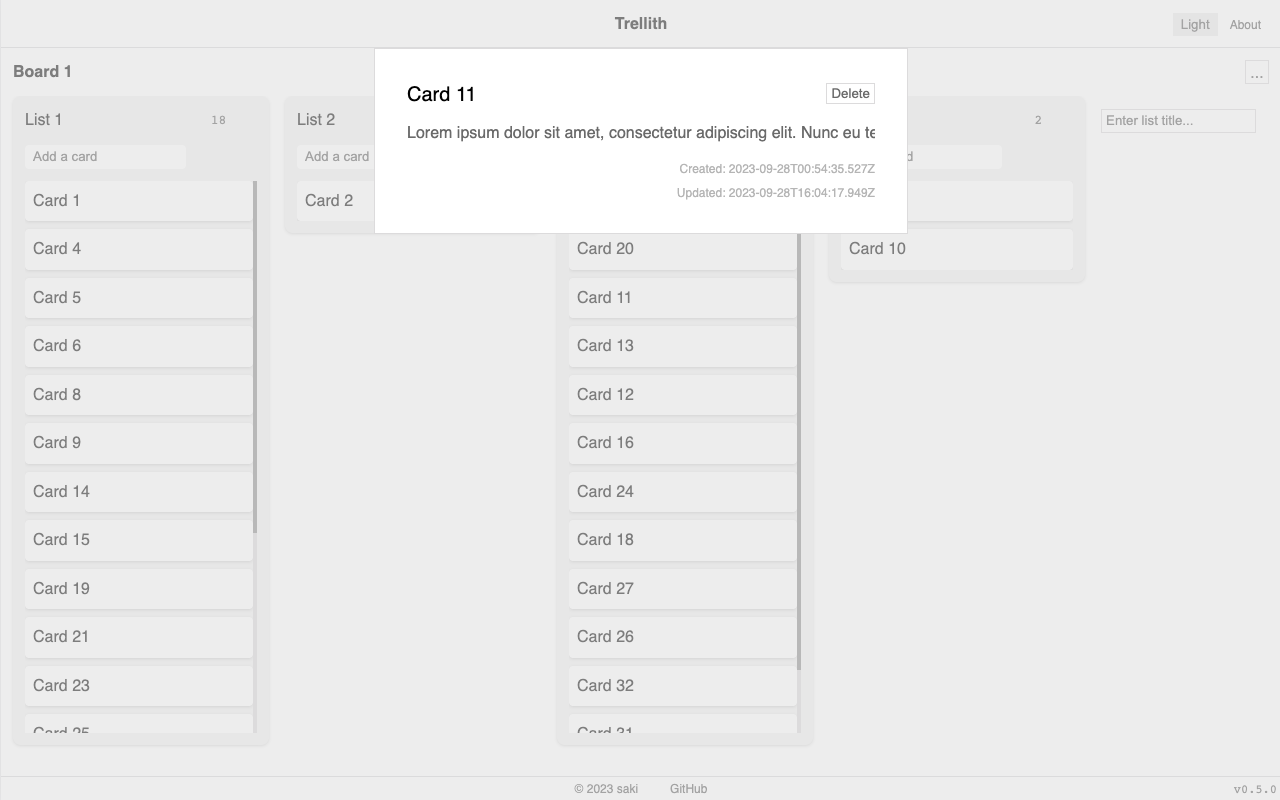 Trellith
Light
About
Board 1
...
Card 11
Delete
Lorem ipsum dolor sit amet, consectetur adipiscing elit. Nunc eu te
Created: 2023-09-28T00:54:35.527Z
Updated: 2023-09-28T16:04:17.949Z
List 1
18
Add a card
Card 1
Card 4
Card 5
Card 6
Card 8
Card 9
Card 14
Card 15
Card 19
Card 21
Card 23
Card 25
List 2
Add a card
Card 2
Card 20
Card 11
Card 13
Card 12
Card 16
Card 24
Card 18
Card 27
Card 26
Card 32
Card 31
2
d
Card 10
Enter list title...
© 2023 saki
GitHub
v0.5.0